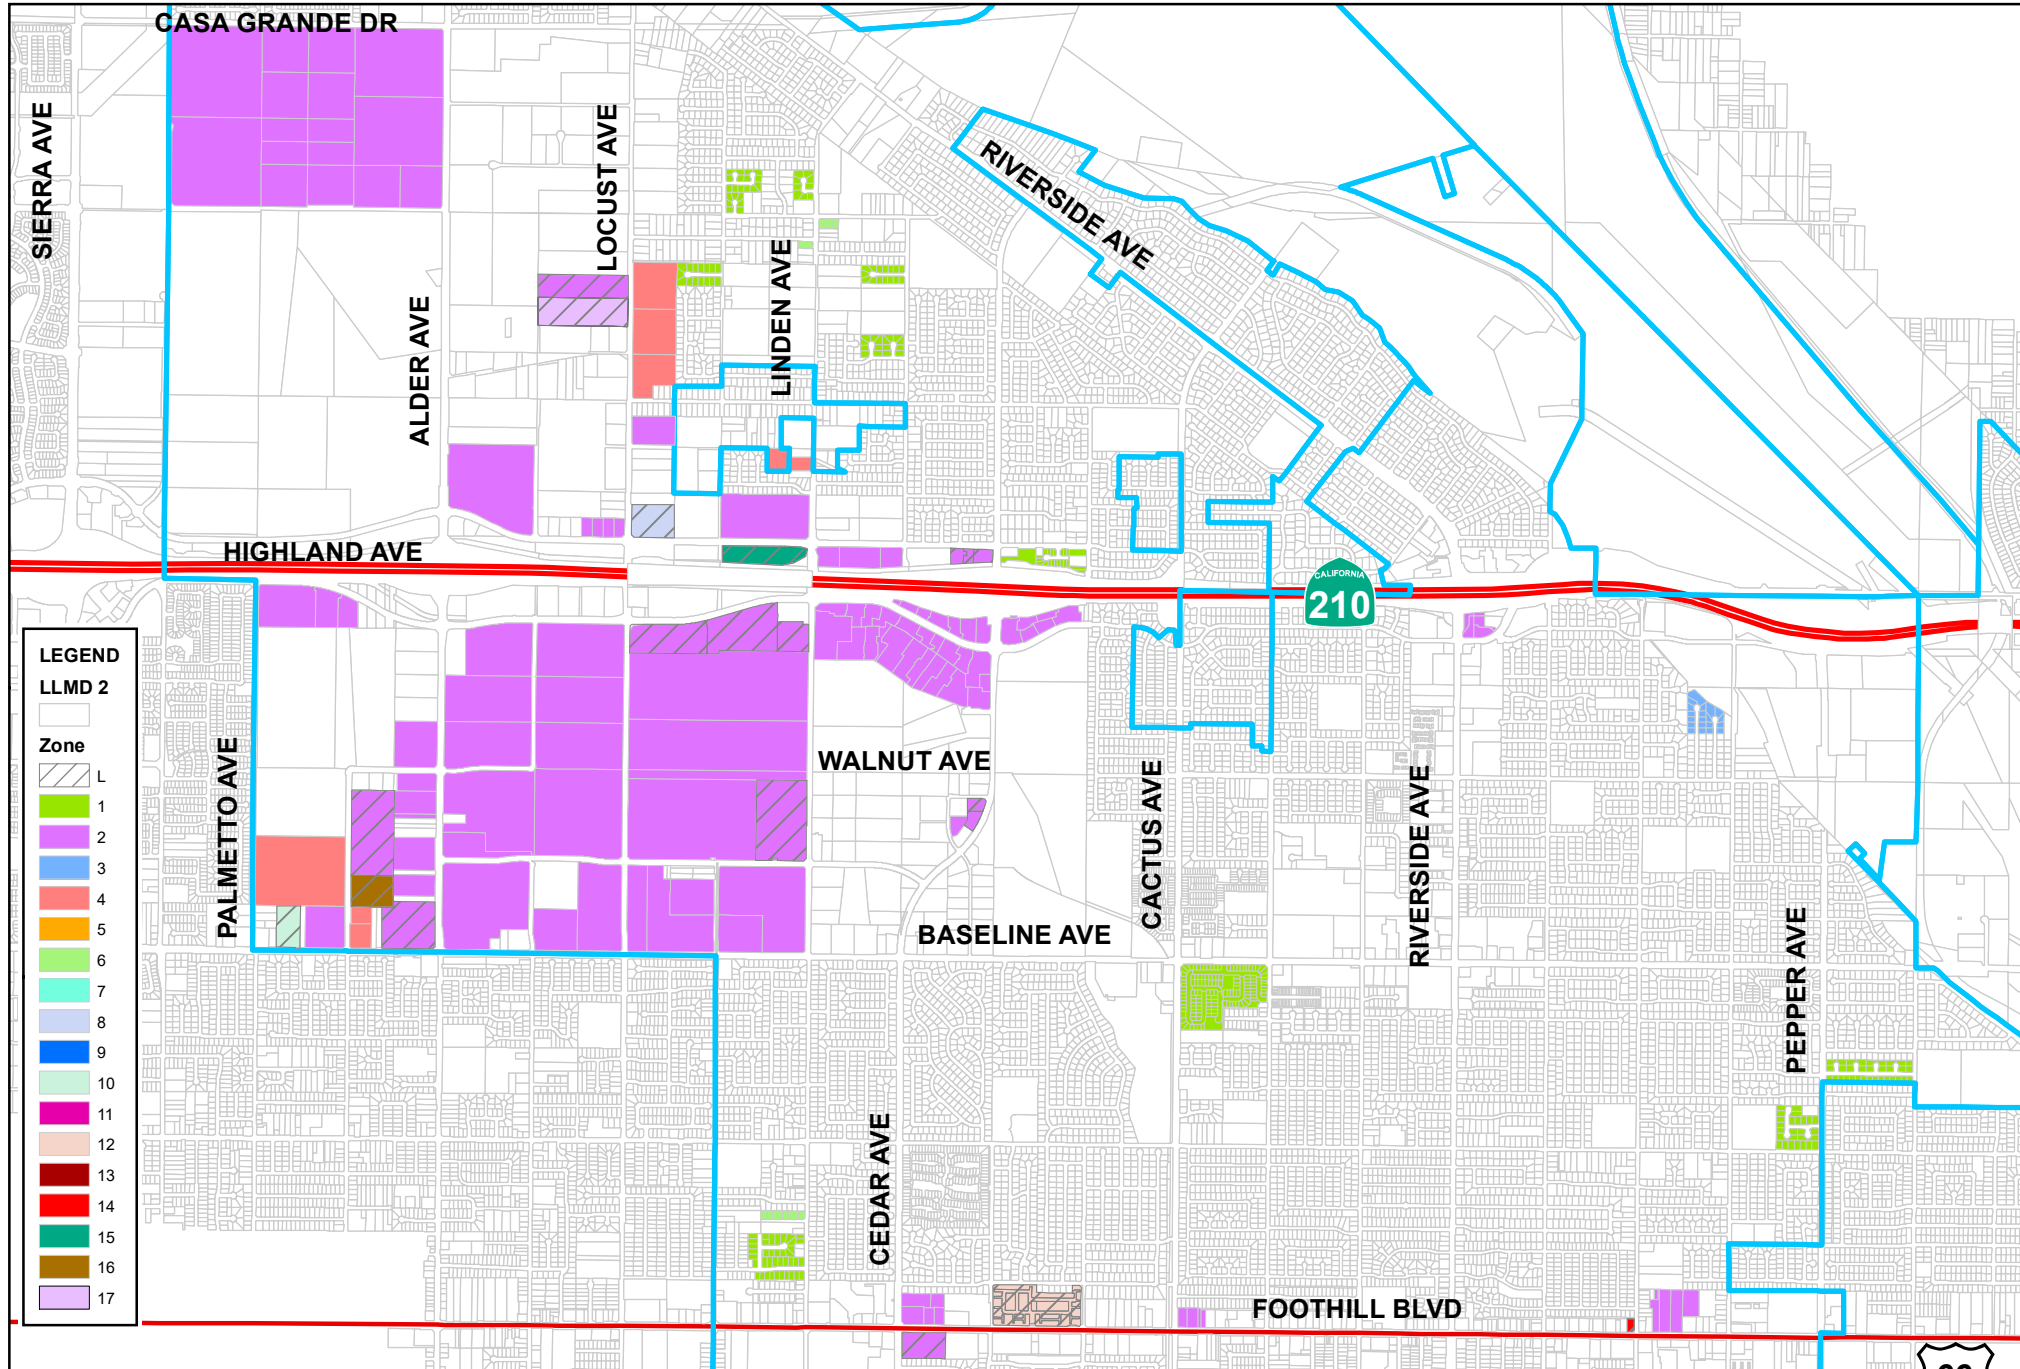 CASA GRANDE DR
SIERRA AVE
LOCUST AVE
RIVERSIDE AVE
LINDEN AVE
ALDER AVE
HIGHLAND AVE
CALIFORNIA
210
LEGEND
LLMD 2
Zone
L
1
2
3
4
5
6
7
8
9
10
11
12
13
14
15
16
17
PALMETTO AVE
WALNUT AVE
CACTUS AVE
RIVERSIDE AVE
BASELINE AVE
PEPPER AVE
CEDAR AVE
FOOTHILL BLVD